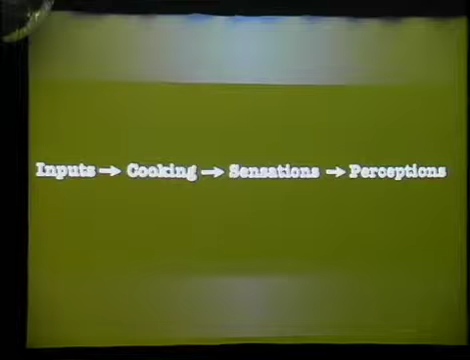 Inputs → Cooking → Sensations → Perceptions